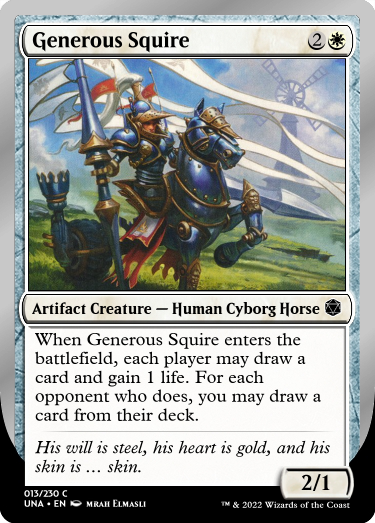 Generous Squire 2
Artifact Creature — Human Cyborg Horse
When Generous Squire enters the
battlefield, each player may draw a
card and gain 1 life. For each
opponent who does, you may draw a
card from their deck.
His will is steel, his heart is gold, and his
skin is … skin.
2/1
013/230 C
UNA • EN MRAH ELMASLI
™ & 2022 Wizards of the Coast